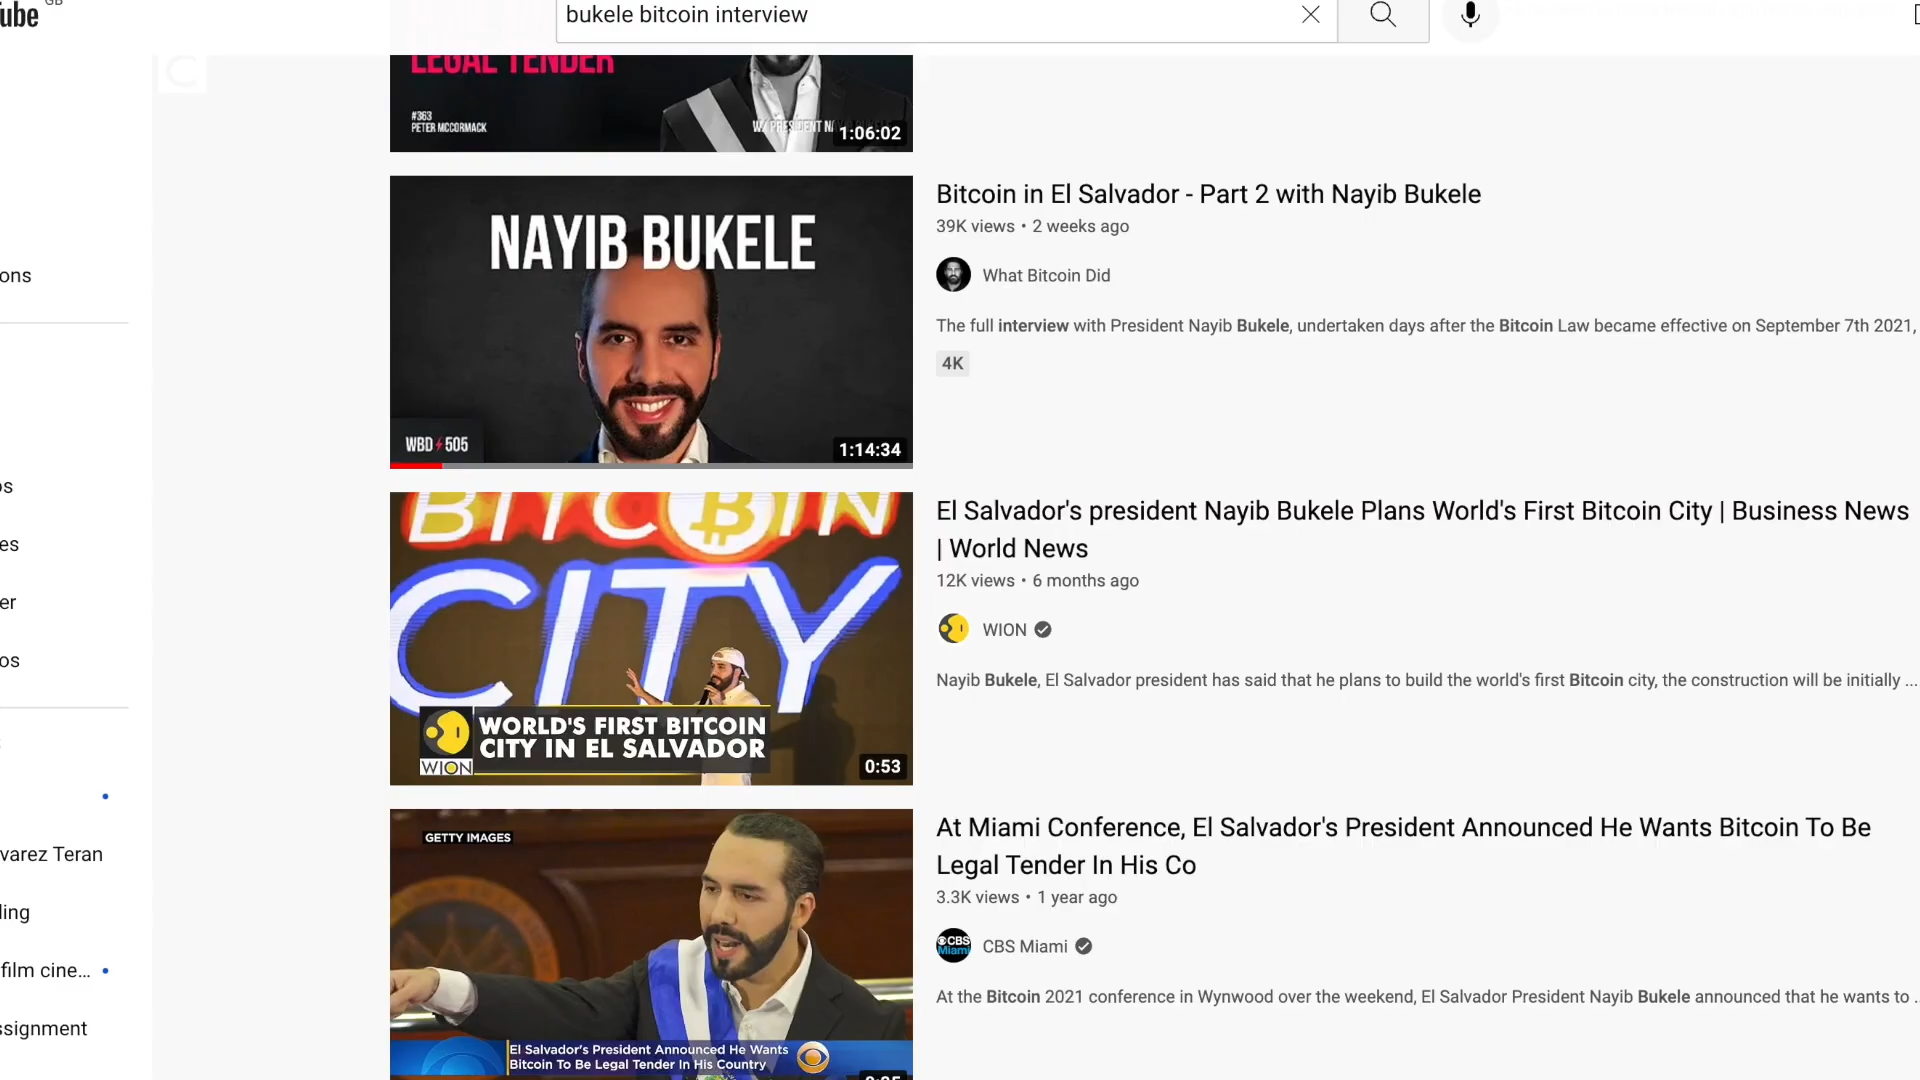 ube GB
bukele bitcoin interview
LEGAL TENDER
#363
PETER MCCORMACK
W/ PRESIDENT NA
1:06:02
NAYIB BUKELE
WBD 505
1:14:34
Bitcoin in El Salvador - Part 2 with Nayib Bukele
39K views • 2 weeks ago
What Bitcoin Did
The full interview with President Nayib Bukele, undertaken days after the Bitcoin Law became effective on September 7th 2021,
4K
BITCOIN
CITY
WORLD'S FIRST BITCOIN
CITY IN EL SALVADOR
WION
0:53
El Salvador's president Nayib Bukele Plans World's First Bitcoin City | Business News
| World News
12K views • 6 months ago
WION
Nayib Bukele, El Salvador president has said that he plans to build the world's first Bitcoin city, the construction will be initially ...
GETTY IMAGES
El Salvador's President Announced He Wants
Bitcoin To Be Legal Tender In His Country
At Miami Conference, El Salvador's President Announced He Wants Bitcoin To Be
Legal Tender In His Co
3.3K views • 1 year ago
CBS Miami
CBS Miami
At the Bitcoin 2021 conference in Wynwood over the weekend, El Salvador President Nayib Bukele announced that he wants to ..
ons
os
es
er
os
varez Teran
ling
film cine...
ssignment